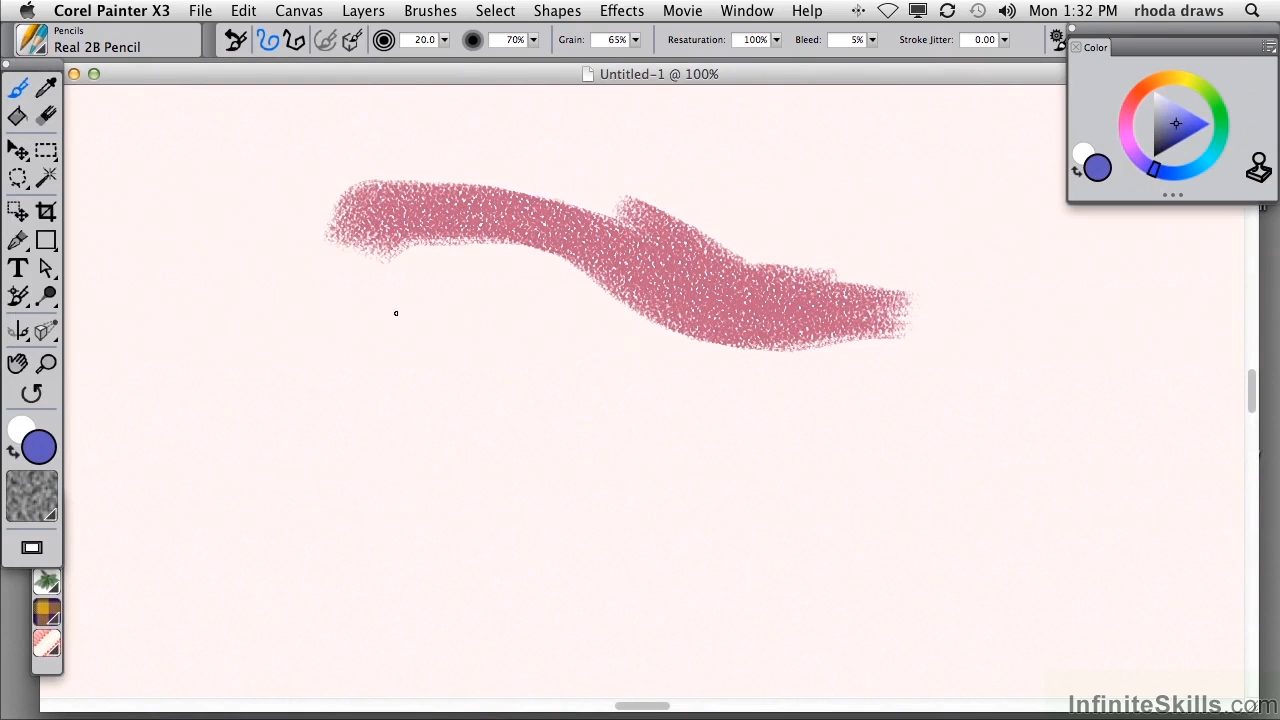 Corel Painter X3 File Edit Canvas Layers Brushes Select Shapes Effects Movie Window Help Mon 1:32 PM rhoda draws
Pencils
Real 2B Pencil
20.0 70% Grain: 65% Resaturation: 100% Bleed: 5% Stroke Jitter: 0.00
Color
Untitled-1 @ 100%
T
InfiniteSkills.com